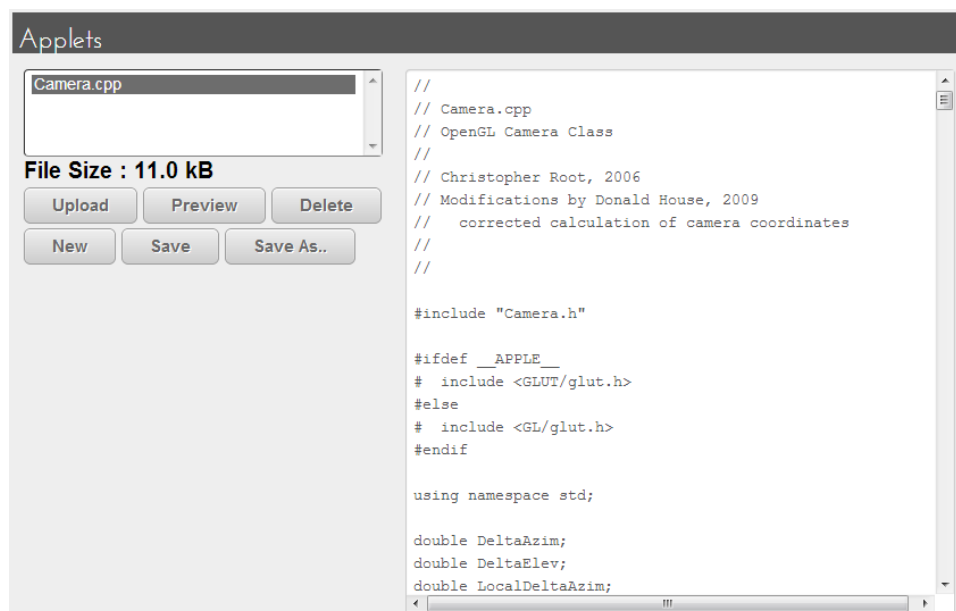 Applets
Camera.cpp
File Size : 11.0 kB
Upload Preview Delete
New Save Save As..
//
// Camera.cpp
// OpenGL Camera Class
//
// Christopher Root, 2006
// Modifications by Donald House, 2009
//   corrected calculation of camera coordinates
//
//
#include "Camera.h"
#ifdef __APPLE__
#  include <GLUT/glut.h>
#else
#  include <GL/glut.h>
#endif
using namespace std;
double DeltaAzim;
double DeltaElev;
double LocalDeltaAzim;